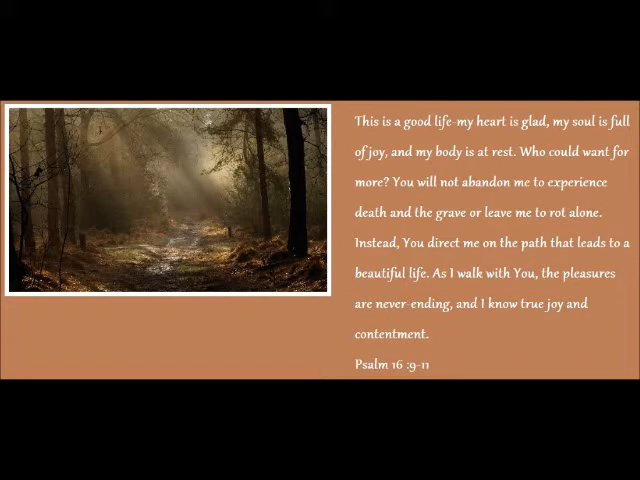 This is a good life-my heart is glad, my soul is full
of joy, and my body is at rest. Who could want for
more? You will not abandon me to experience
death and the grave or leave me to rot alone.
Instead, You direct me on the path that leads to a
beautiful life. As I walk with You, the pleasures
are never-ending, and I know true joy and
contentment.
Psalm 16 :9-11